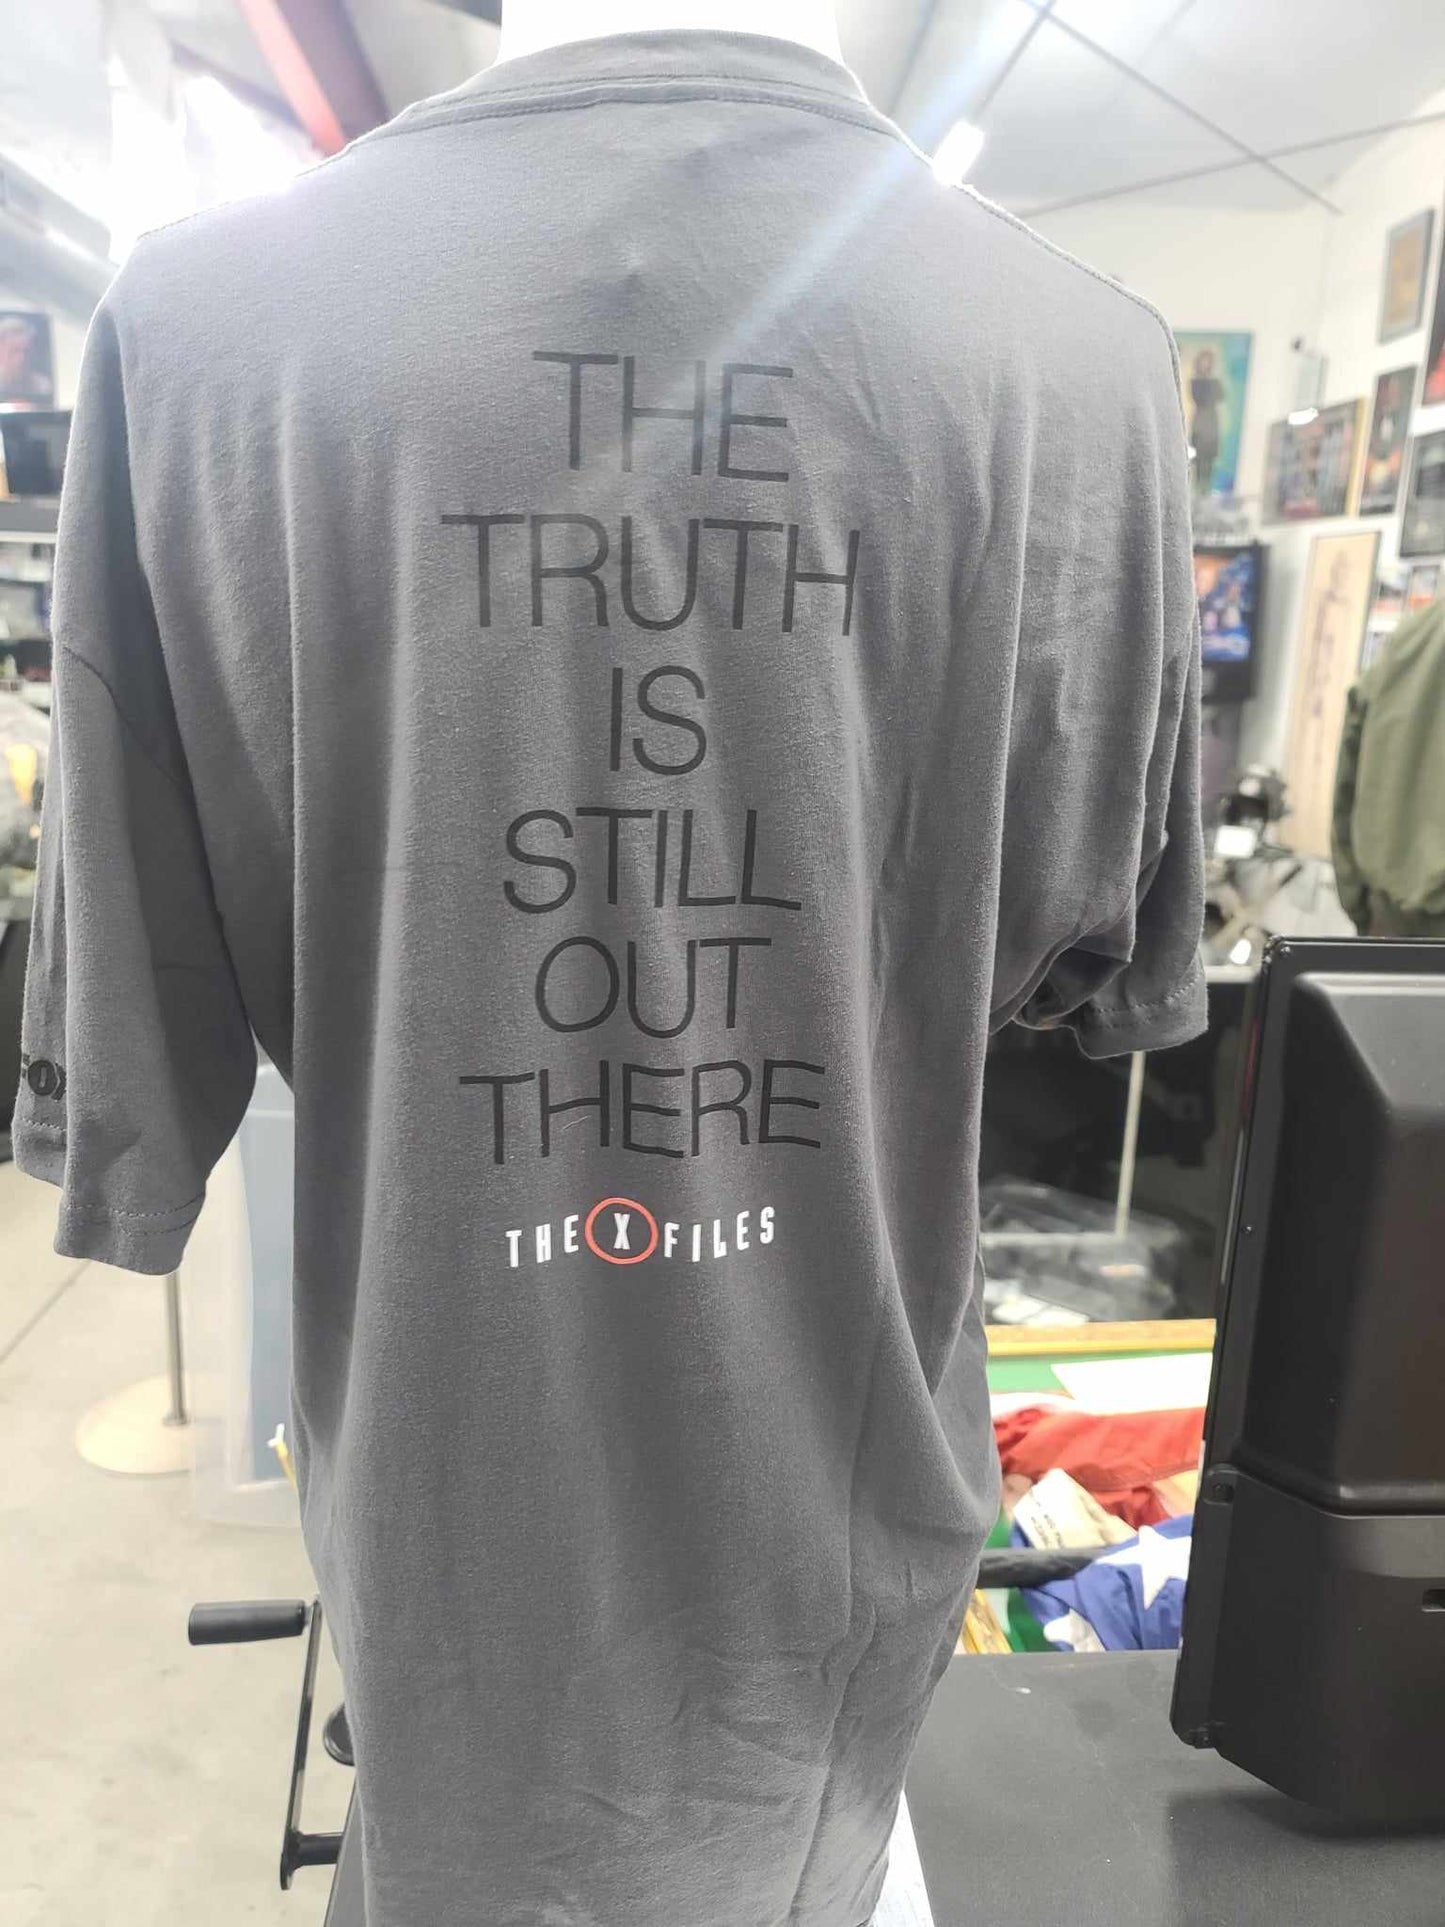 THE
TRUTH
IS
STILL
OUT
THERE
THE X FILES